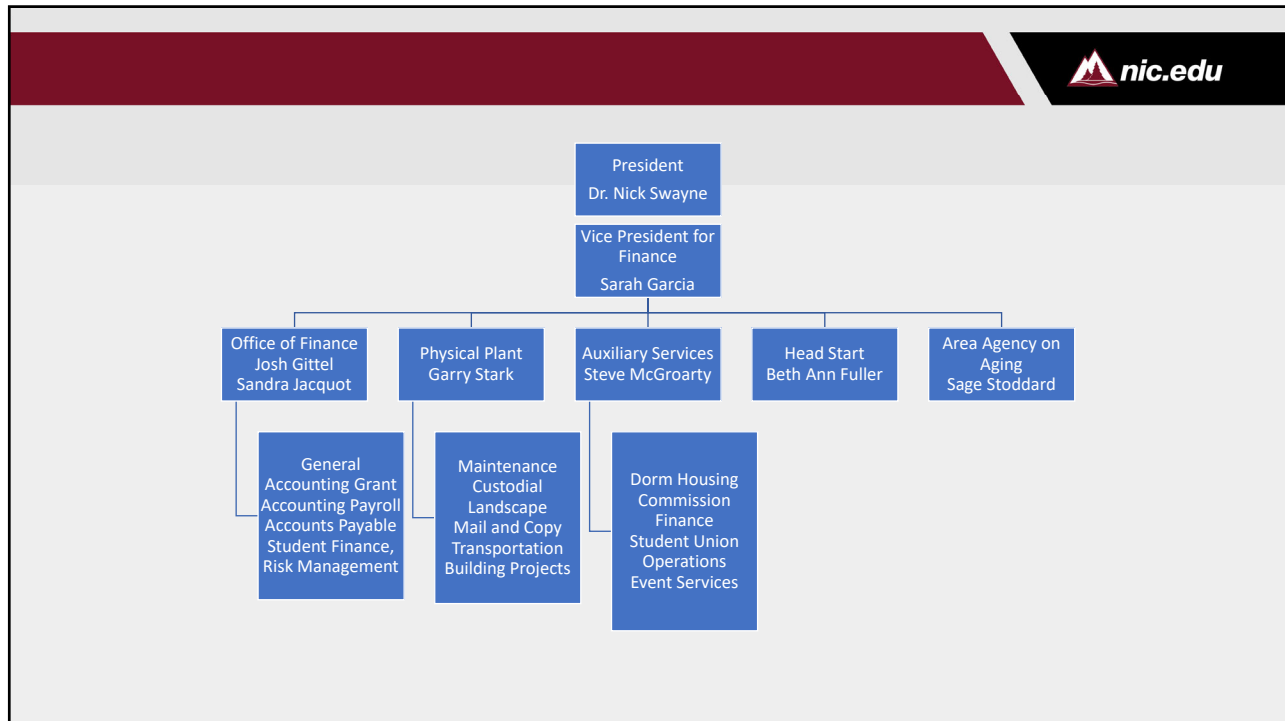 nic.edu
President
Dr. Nick Swayne
Vice President for
Finance
Sarah Garcia
Office of Finance
Josh Gittel
Sandra Jacquot
Physical Plant
Garry Stark
Auxiliary Services
Steve McGroarty
Head Start
Beth Ann Fuller
Area Agency on
Aging
Sage Stoddard
General
Accounting Grant
Accounting Payroll
Accounts Payable
Student Finance,
Risk Management
Maintenance
Custodial
Landscape
Mail and Copy
Transportation
Building Projects
Dorm Housing
Commission
Finance
Student Union
Operations
Event Services